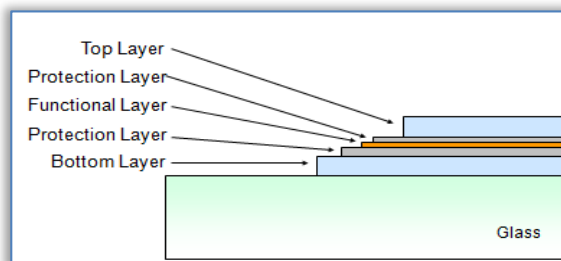 Top Layer
Protection Layer
Functional Layer
Protection Layer
Bottom Layer
Glass